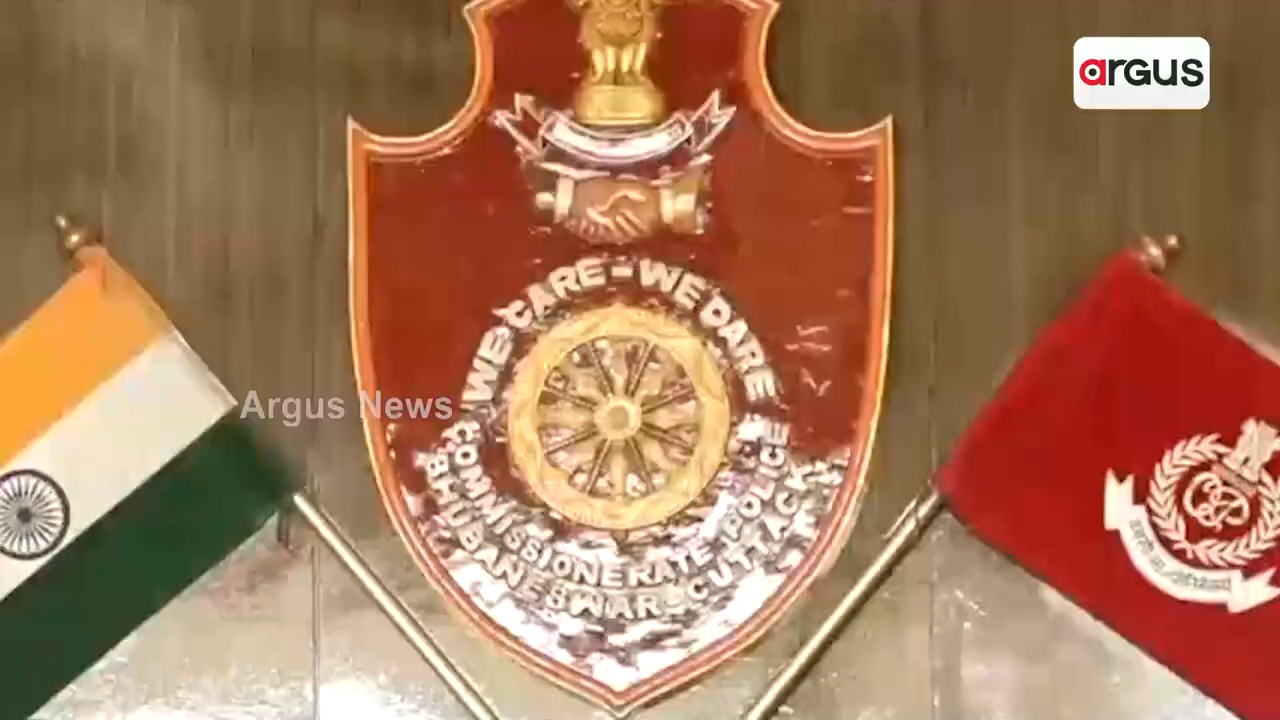 argus
WE CARE - WE DARE
Argus News
COMMISSIONERATE POLICE
BHUBANESWAR-CUTTACK